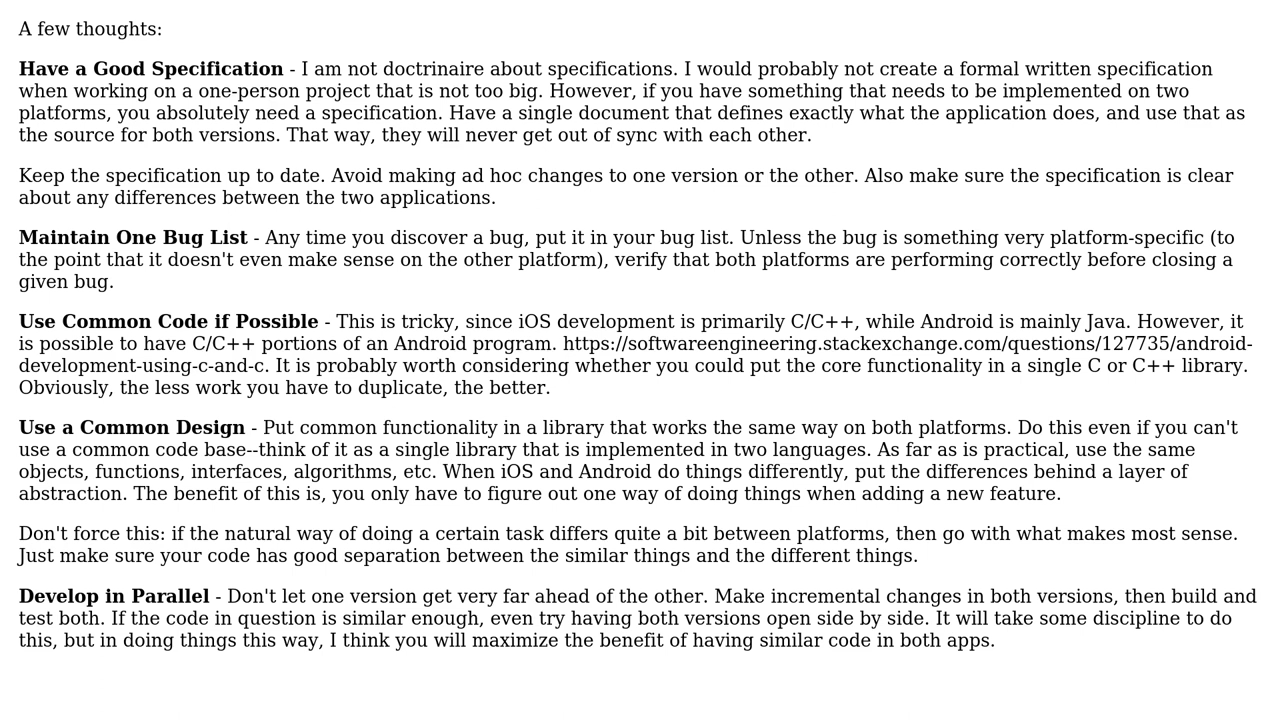 A few thoughts:
Have a Good Specification - I am not doctrinaire about specifications. I would probably not create a formal written specification
when working on a one-person project that is not too big. However, if you have something that needs to be implemented on two
platforms, you absolutely need a specification. Have a single document that defines exactly what the application does, and use that as
the source for both versions. That way, they will never get out of sync with each other.
Keep the specification up to date. Avoid making ad hoc changes to one version or the other. Also make sure the specification is clear
about any differences between the two applications.
Maintain One Bug List - Any time you discover a bug, put it in your bug list. Unless the bug is something very platform-specific (to
the point that it doesn't even make sense on the other platform), verify that both platforms are performing correctly before closing a
given bug.
Use Common Code if Possible - This is tricky, since iOS development is primarily C/C++, while Android is mainly Java. However, it
is possible to have C/C++ portions of an Android program. https://softwareengineering.stackexchange.com/questions/127735/android-
development-using-c-and-c. It is probably worth considering whether you could put the core functionality in a single C or C++ library.
Obviously, the less work you have to duplicate, the better.
Use a Common Design - Put common functionality in a library that works the same way on both platforms. Do this even if you can't
use a common code base--think of it as a single library that is implemented in two languages. As far as is practical, use the same
objects, functions, interfaces, algorithms, etc. When iOS and Android do things differently, put the differences behind a layer of
abstraction. The benefit of this is, you only have to figure out one way of doing things when adding a new feature.
Don't force this: if the natural way of doing a certain task differs quite a bit between platforms, then go with what makes most sense.
Just make sure your code has good separation between the similar things and the different things.
Develop in Parallel - Don't let one version get very far ahead of the other. Make incremental changes in both versions, then build and
test both. If the code in question is similar enough, even try having both versions open side by side. It will take some discipline to do
this, but in doing things this way, I think you will maximize the benefit of having similar code in both apps.